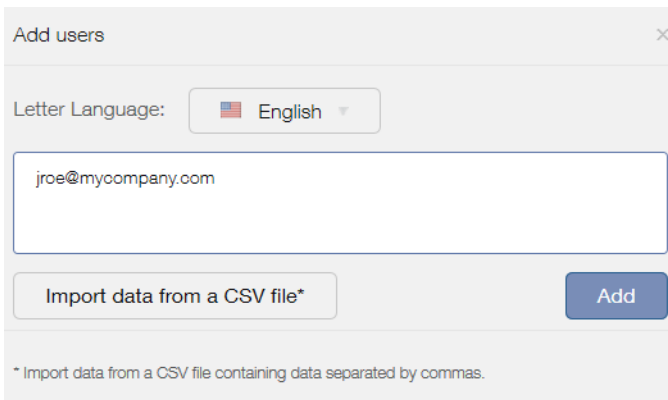 Add users
Letter Language: English
jroe@mycompany.com
Import data from a CSV file* Add
* Import data from a CSV file containing data separated by commas.